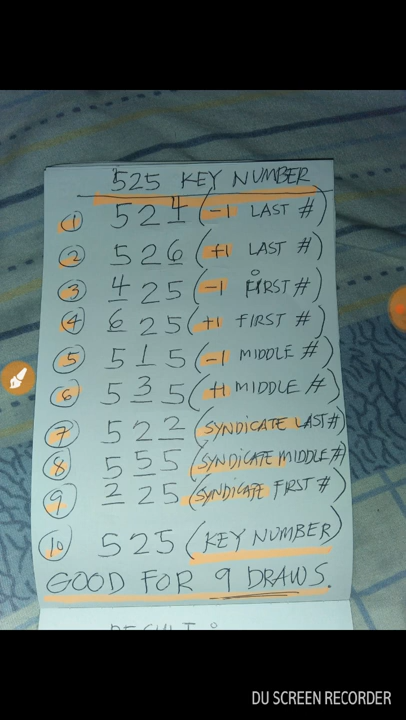 525 KEY NUMBER
1 524 (-1 LAST #)
2 526 (+1 LAST #)
3 425 (-1 FIRST #)
4 625 (+1 FIRST #)
5 515 (-1 MIDDLE #)
6 535 (+1 MIDDLE #)
7 522 (SYNDICATE LAST #)
8 555 (SYNDICATE MIDDLE #)
9 225 (SYNDICATE FIRST #)
10 525 (KEY NUMBER)
GOOD FOR 9 DRAWS.
DU SCREEN RECORDER